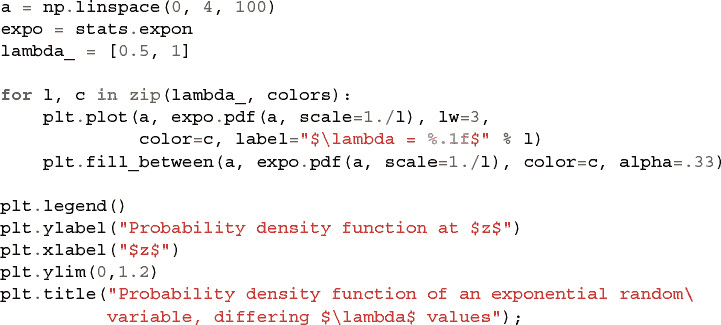 a = np.linspace(0, 4, 100)
expo = stats.expon
lambda_ = [0.5, 1]

for l, c in zip(lambda_, colors):
    plt.plot(a, expo.pdf(a, scale=1./l), lw=3,
             color=c, label="$\lambda = %.1f$" % l)
    plt.fill_between(a, expo.pdf(a, scale=1./l), color=c, alpha=.33)

plt.legend()
plt.ylabel("Probability density function at $z$")
plt.xlabel("$z$")
plt.ylim(0,1.2)
plt.title("Probability density function of an exponential random\
          variable, differing $\lambda$ values");